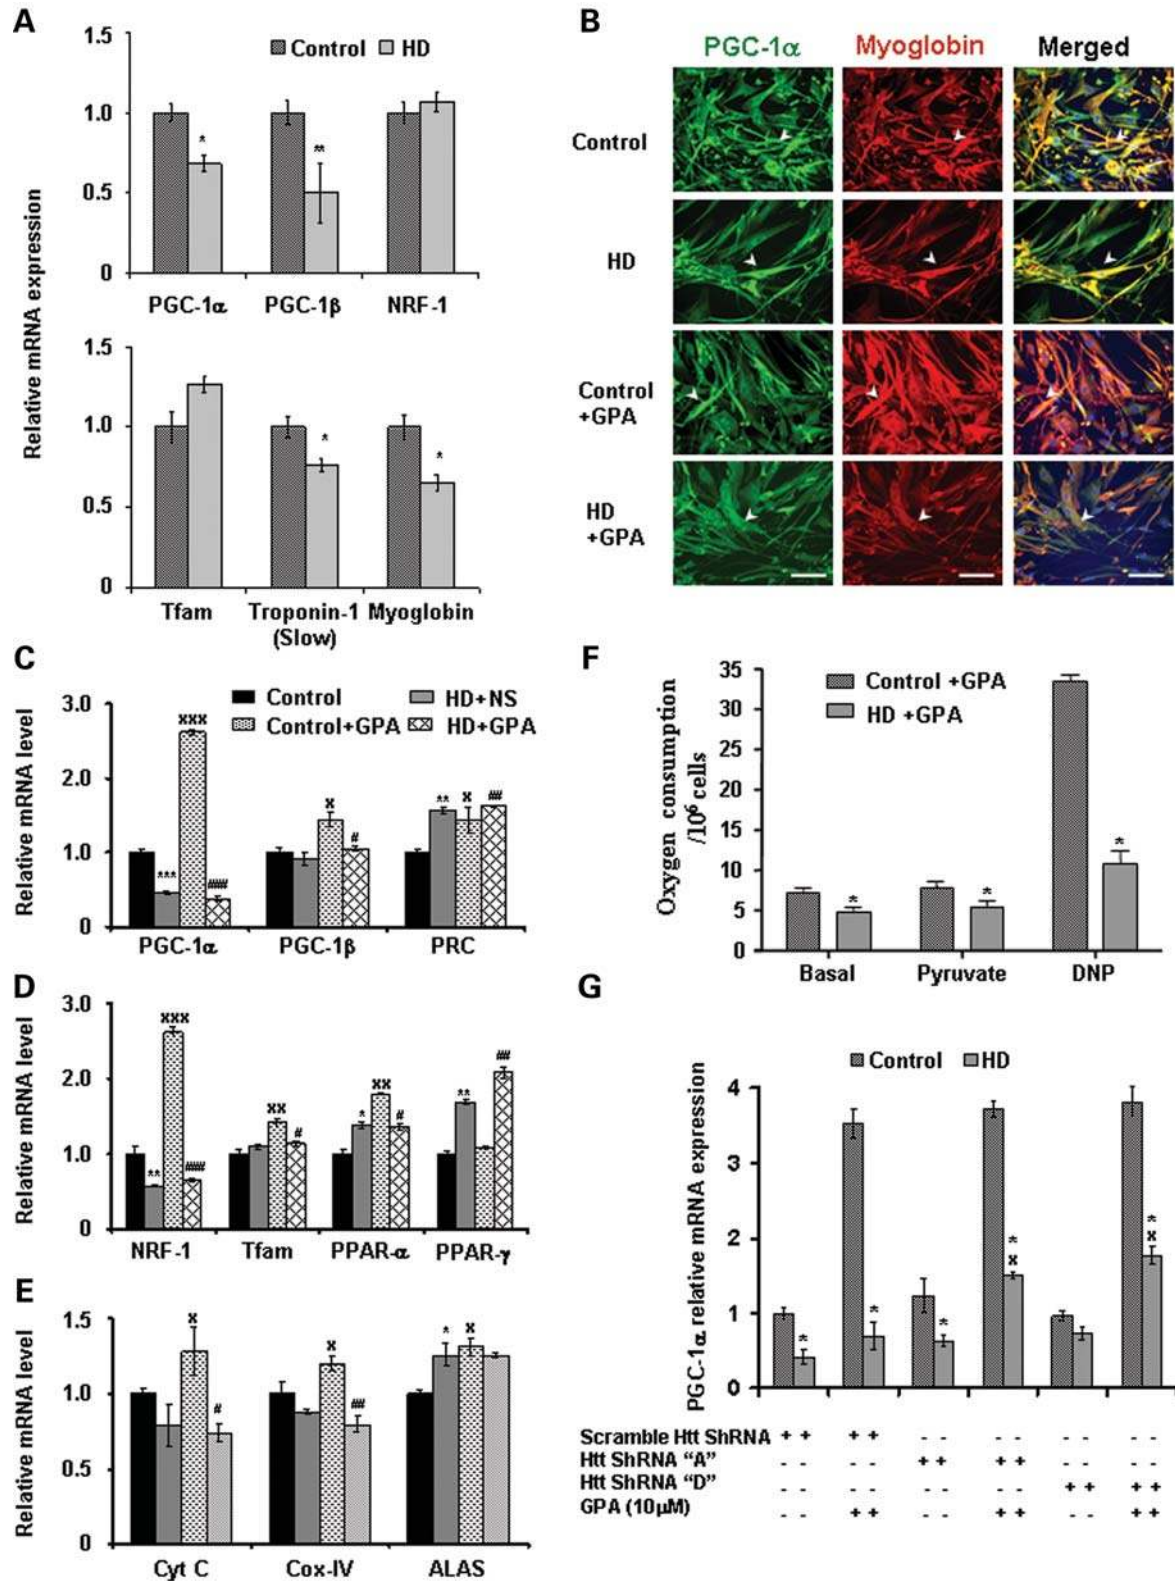 A
1.5
Control HD
1.0
*
**
0.5
0
PGC-1α PGC-1β NRF-1
Relative mRNA expression
1.5
1.0
*
*
0.5
0
Tfam Troponin-1 Myoglobin
(Slow)
B
PGC-1α Myoglobin Merged
Control
HD
Control
+GPA
HD
+GPA
C
Control HD+NS
Control+GPA HD+GPA
Relative mRNA level
3.0
2.0
1.0
0
xxx
***
###
x
#
**
x
##
PGC-1α PGC-1β PRC
D
Relative mRNA level
3.0
2.0
1.0
0
xxx
**
###
xx
#
*
xx
#
**
##
NRF-1 Tfam PPAR-α PPAR-γ
E
Relative mRNA level
1.5
1.0
0.5
0
x
#
x
##
*
x
Cyt C Cox-IV ALAS
F
Control +GPA
HD +GPA
Oxygen consumption
/10⁶ cells
35
30
25
20
15
10
5
0
*
*
*
Basal Pyruvate DNP
G
Control HD
PGC-1α relative mRNA expression
4
3
2
1
0
*
*
*
*
x
*
x
Scramble Htt ShRNA + + + + - - - - - - - -
Htt ShRNA "A" - - - - + + + + - - - -
Htt ShRNA "D" - - - - - - - - + + + +
GPA (10μM) - - + + - - + + - - + +